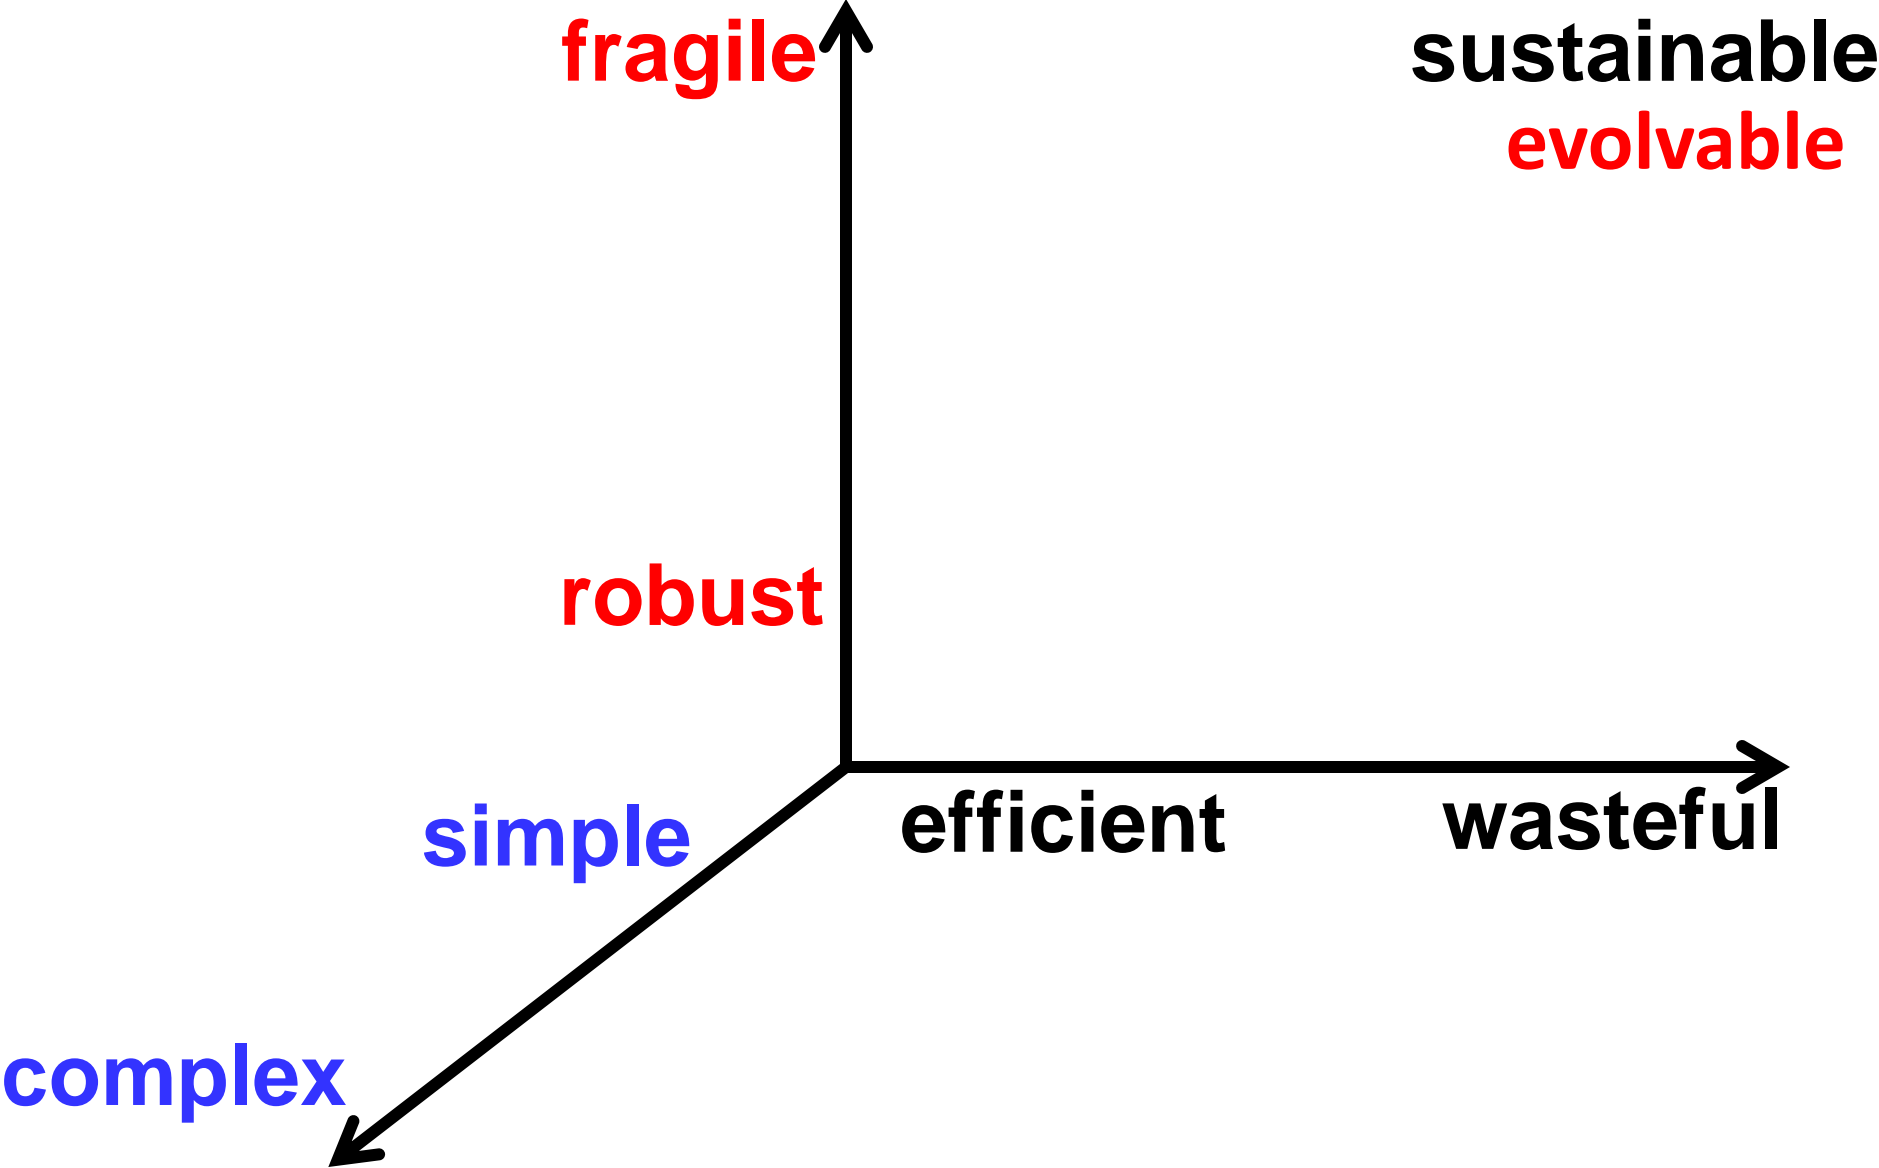 fragile
sustainable
evolvable
robust
simple
efficient
wasteful
complex